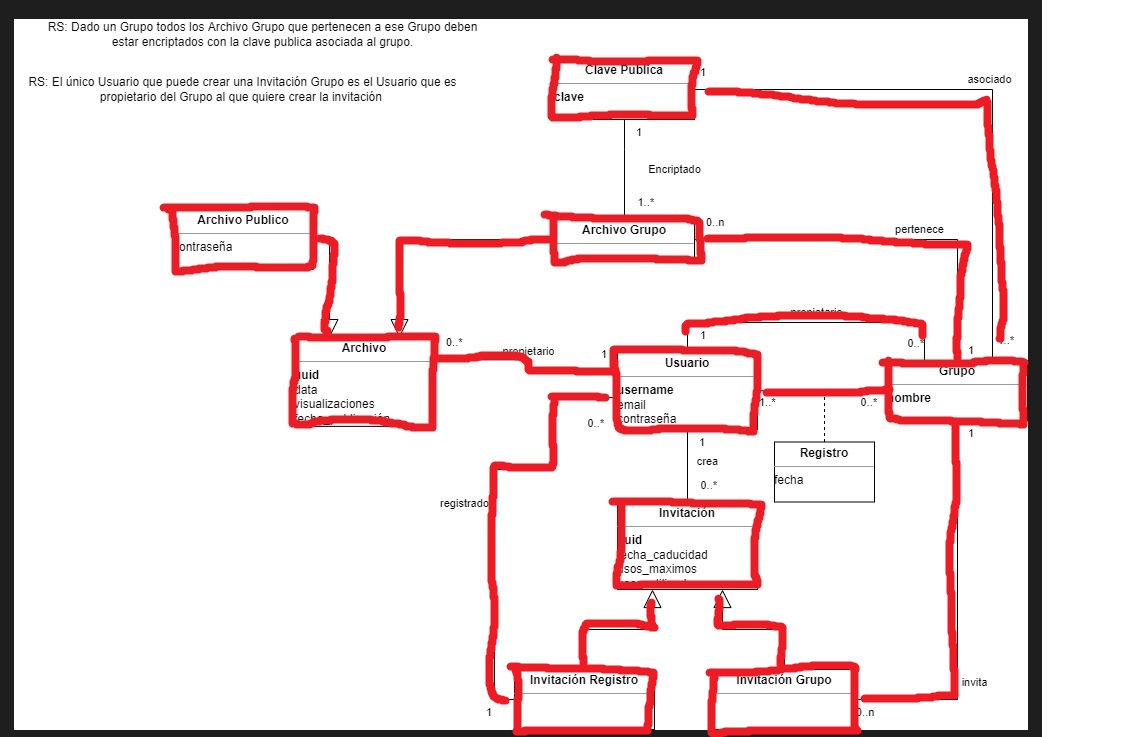 RS: Dado un Grupo todos los Archivo Grupo que pertenecen a ese Grupo deben
estar encriptados con la clave publica asociada al grupo.
RS: El único Usuario que puede crear una Invitación Grupo es el Usuario que es
propietario del Grupo al que quiere crear la invitación
Clave Publica
1
clave
asociado
1
Encriptado
1..*
Archivo Publico
ontraseña
Archivo Grupo
0..n
pertenece
Archivo
0..*
uuid
data
visualizaciones
propietario
1
propietario
1
0..*
1
..*
Usuario
username
email
contraseña
1..*
0..*
Grupo
nombre
0..*
1
crea
0..*
Registro
fecha
1
registrado
Invitación
uid
echa_caducidad
usos_maximos
Invitación Registro
1
Invitación Grupo
0..n
invita